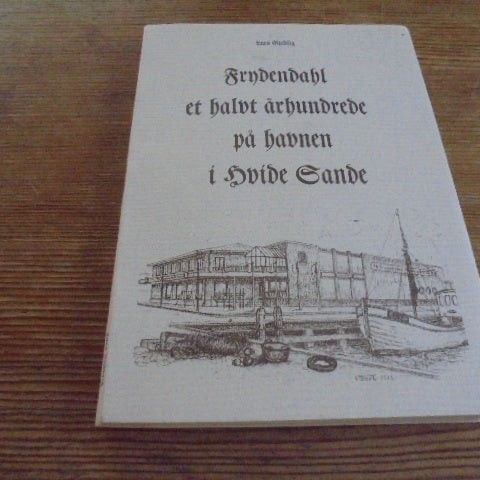 Frydendahl
et halvt århundrede
på havnen
i Hvide Sande